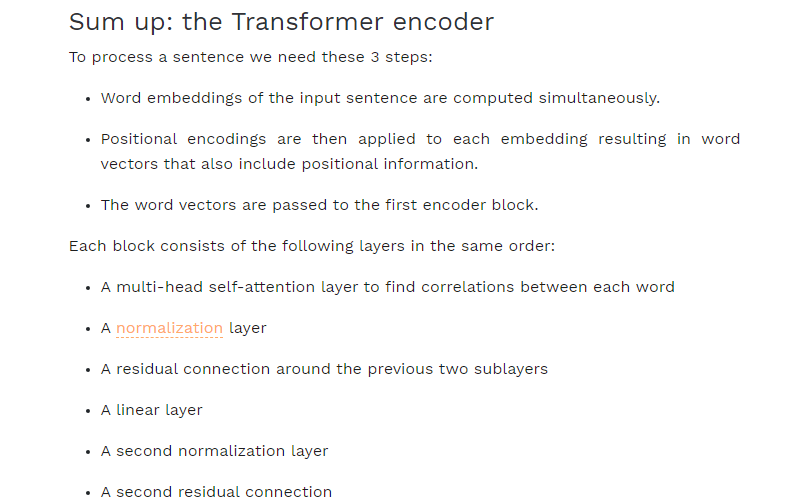 Sum up: the Transformer encoder
To process a sentence we need these 3 steps:
• Word embeddings of the input sentence are computed simultaneously.
• Positional encodings are then applied to each embedding resulting in word
vectors that also include positional information.
• The word vectors are passed to the first encoder block.
Each block consists of the following layers in the same order:
• A multi-head self-attention layer to find correlations between each word
• A normalization layer
• A residual connection around the previous two sublayers
• A linear layer
• A second normalization layer
• A second residual connection